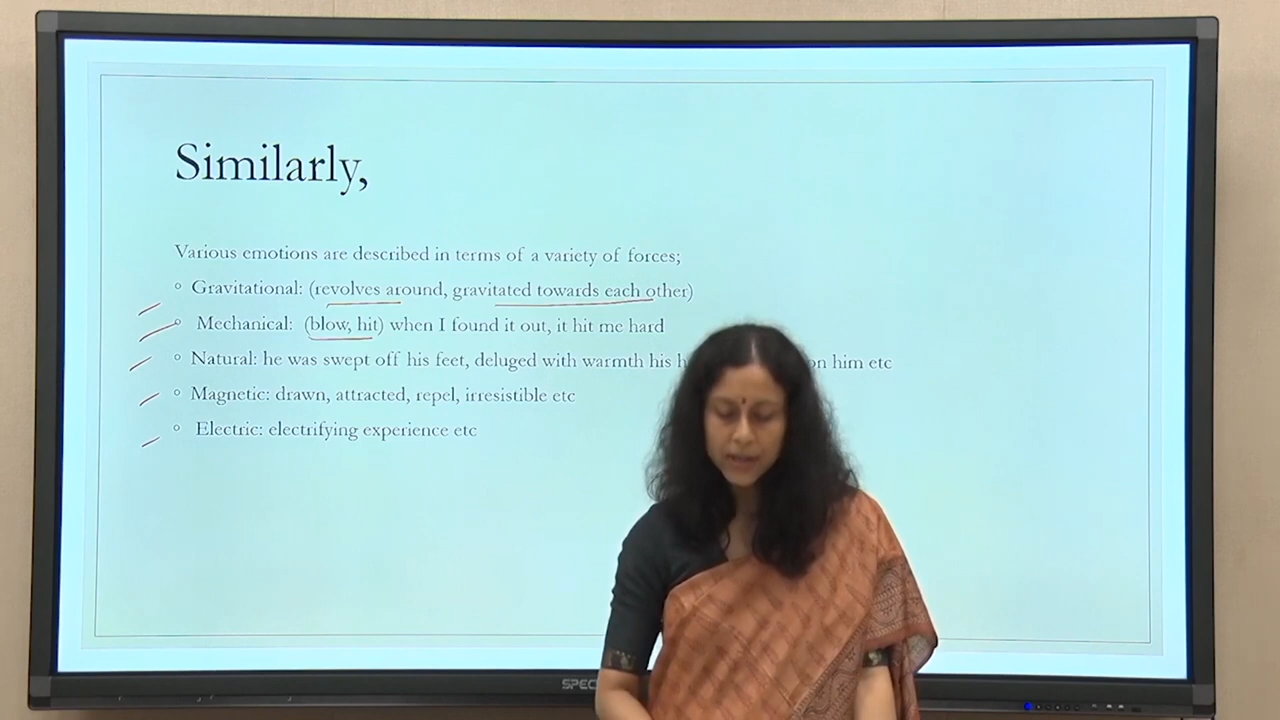 Similarly,
Various emotions are described in terms of a variety of forces;
Gravitational: (revolves around, gravitated towards each other)
Mechanical: (blow, hit) when I found it out, it hit me hard
Natural: he was swept off his feet, deluged with warmth his on him etc
Magnetic: drawn, attracted, repel, irresistible etc
Electric: electrifying experience etc
SPEC